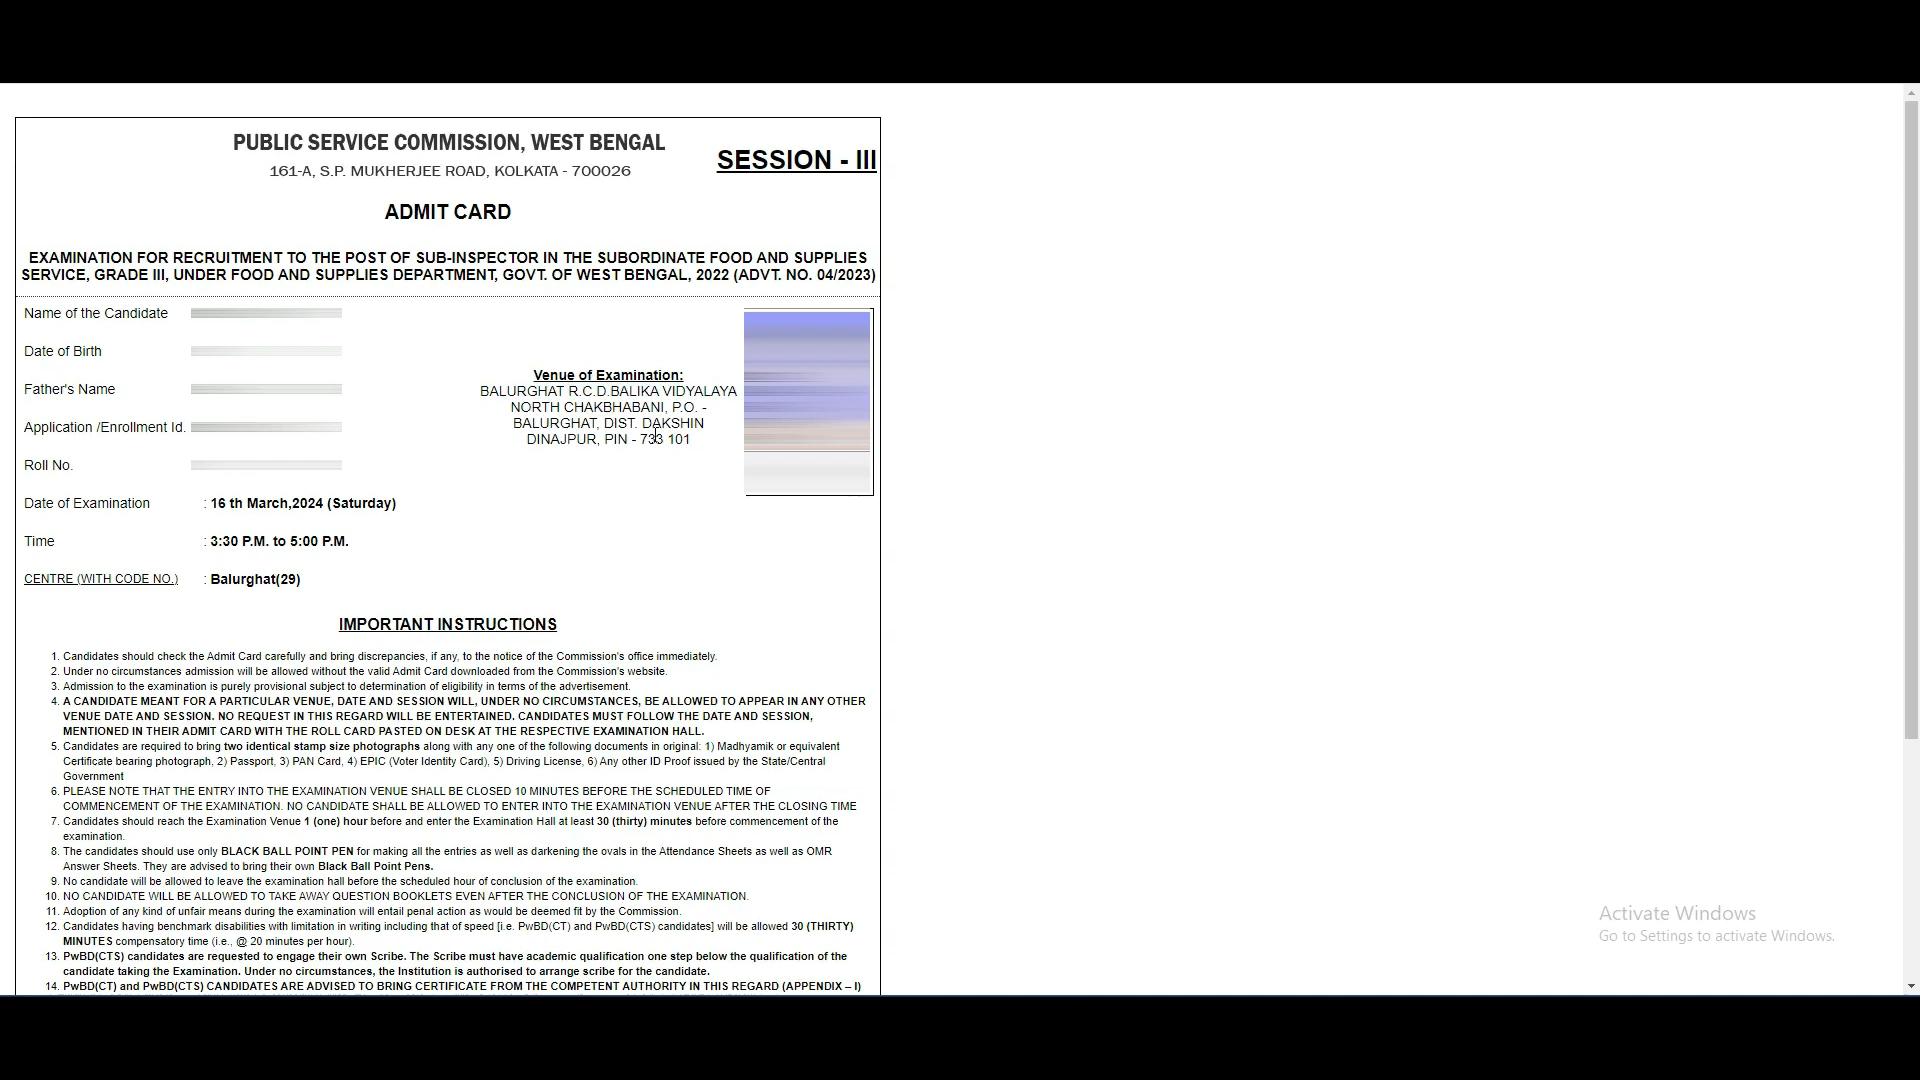 PUBLIC SERVICE COMMISSION, WEST BENGAL
161-A, S.P. MUKHERJEE ROAD, KOLKATA - 700026
SESSION - III
ADMIT CARD
EXAMINATION FOR RECRUITMENT TO THE POST OF SUB-INSPECTOR IN THE SUBORDINATE FOOD AND SUPPLIES
SERVICE, GRADE III, UNDER FOOD AND SUPPLIES DEPARTMENT, GOVT. OF WEST BENGAL, 2022 (ADVT. NO. 04/2023)
Name of the Candidate
Date of Birth
Father's Name
Application /Enrollment Id.
Roll No.
Venue of Examination:
BALURGHAT R.C.D.BALIKA VIDYALAYA
NORTH CHAKBHABANI, P.O. -
BALURGHAT, DIST. DAKSHIN
DINAJPUR, PIN - 733 101
Date of Examination : 16 th March,2024 (Saturday)
Time : 3:30 P.M. to 5:00 P.M.
CENTRE (WITH CODE NO.) : Balurghat(29)
IMPORTANT INSTRUCTIONS
1. Candidates should check the Admit Card carefully and bring discrepancies, if any, to the notice of the Commission's office immediately.
2. Under no circumstances admission will be allowed without the valid Admit Card downloaded from the Commission's website.
3. Admission to the examination is purely provisional subject to determination of eligibility in terms of the advertisement.
4. A CANDIDATE MEANT FOR A PARTICULAR VENUE, DATE AND SESSION WILL, UNDER NO CIRCUMSTANCES, BE ALLOWED TO APPEAR IN ANY OTHER
VENUE DATE AND SESSION. NO REQUEST IN THIS REGARD WILL BE ENTERTAINED. CANDIDATES MUST FOLLOW THE DATE AND SESSION,
MENTIONED IN THEIR ADMIT CARD WITH THE ROLL CARD PASTED ON DESK AT THE RESPECTIVE EXAMINATION HALL.
5. Candidates are required to bring two identical stamp size photographs along with any one of the following documents in original: 1) Madhyamik or equivalent
Certificate bearing photograph, 2) Passport, 3) PAN Card, 4) EPIC (Voter Identity Card), 5) Driving License, 6) Any other ID Proof issued by the State/Central
Government
6. PLEASE NOTE THAT THE ENTRY INTO THE EXAMINATION VENUE SHALL BE CLOSED 10 MINUTES BEFORE THE SCHEDULED TIME OF
COMMENCEMENT OF THE EXAMINATION. NO CANDIDATE SHALL BE ALLOWED TO ENTER INTO THE EXAMINATION VENUE AFTER THE CLOSING TIME
7. Candidates should reach the Examination Venue 1 (one) hour before and enter the Examination Hall at least 30 (thirty) minutes before commencement of the
examination.
8. The candidates should use only BLACK BALL POINT PEN for making all the entries as well as darkening the ovals in the Attendance Sheets as well as OMR
Answer Sheets. They are advised to bring their own Black Ball Point Pens.
9. No candidate will be allowed to leave the examination hall before the scheduled hour of conclusion of the examination.
10. NO CANDIDATE WILL BE ALLOWED TO TAKE AWAY QUESTION BOOKLETS EVEN AFTER THE CONCLUSION OF THE EXAMINATION.
11. Adoption of any kind of unfair means during the examination will entail penal action as would be deemed fit by the Commission.
12. Candidates having benchmark disabilities with limitation in writing including that of speed [i.e. PwBD(CT) and PwBD(CTS) candidates] will be allowed 30 (THIRTY)
MINUTES compensatory time (i.e., @ 20 minutes per hour).
13. PwBD(CTS) candidates are requested to engage their own Scribe. The Scribe must have academic qualification one step below the qualification of the
candidate taking the Examination. Under no circumstances, the Institution is authorised to arrange scribe for the candidate.
14. PwBD(CT) and PwBD(CTS) CANDIDATES ARE ADVISED TO BRING CERTIFICATE FROM THE COMPETENT AUTHORITY IN THIS REGARD (APPENDIX – I)
Activate Windows
Go to Settings to activate Windows.